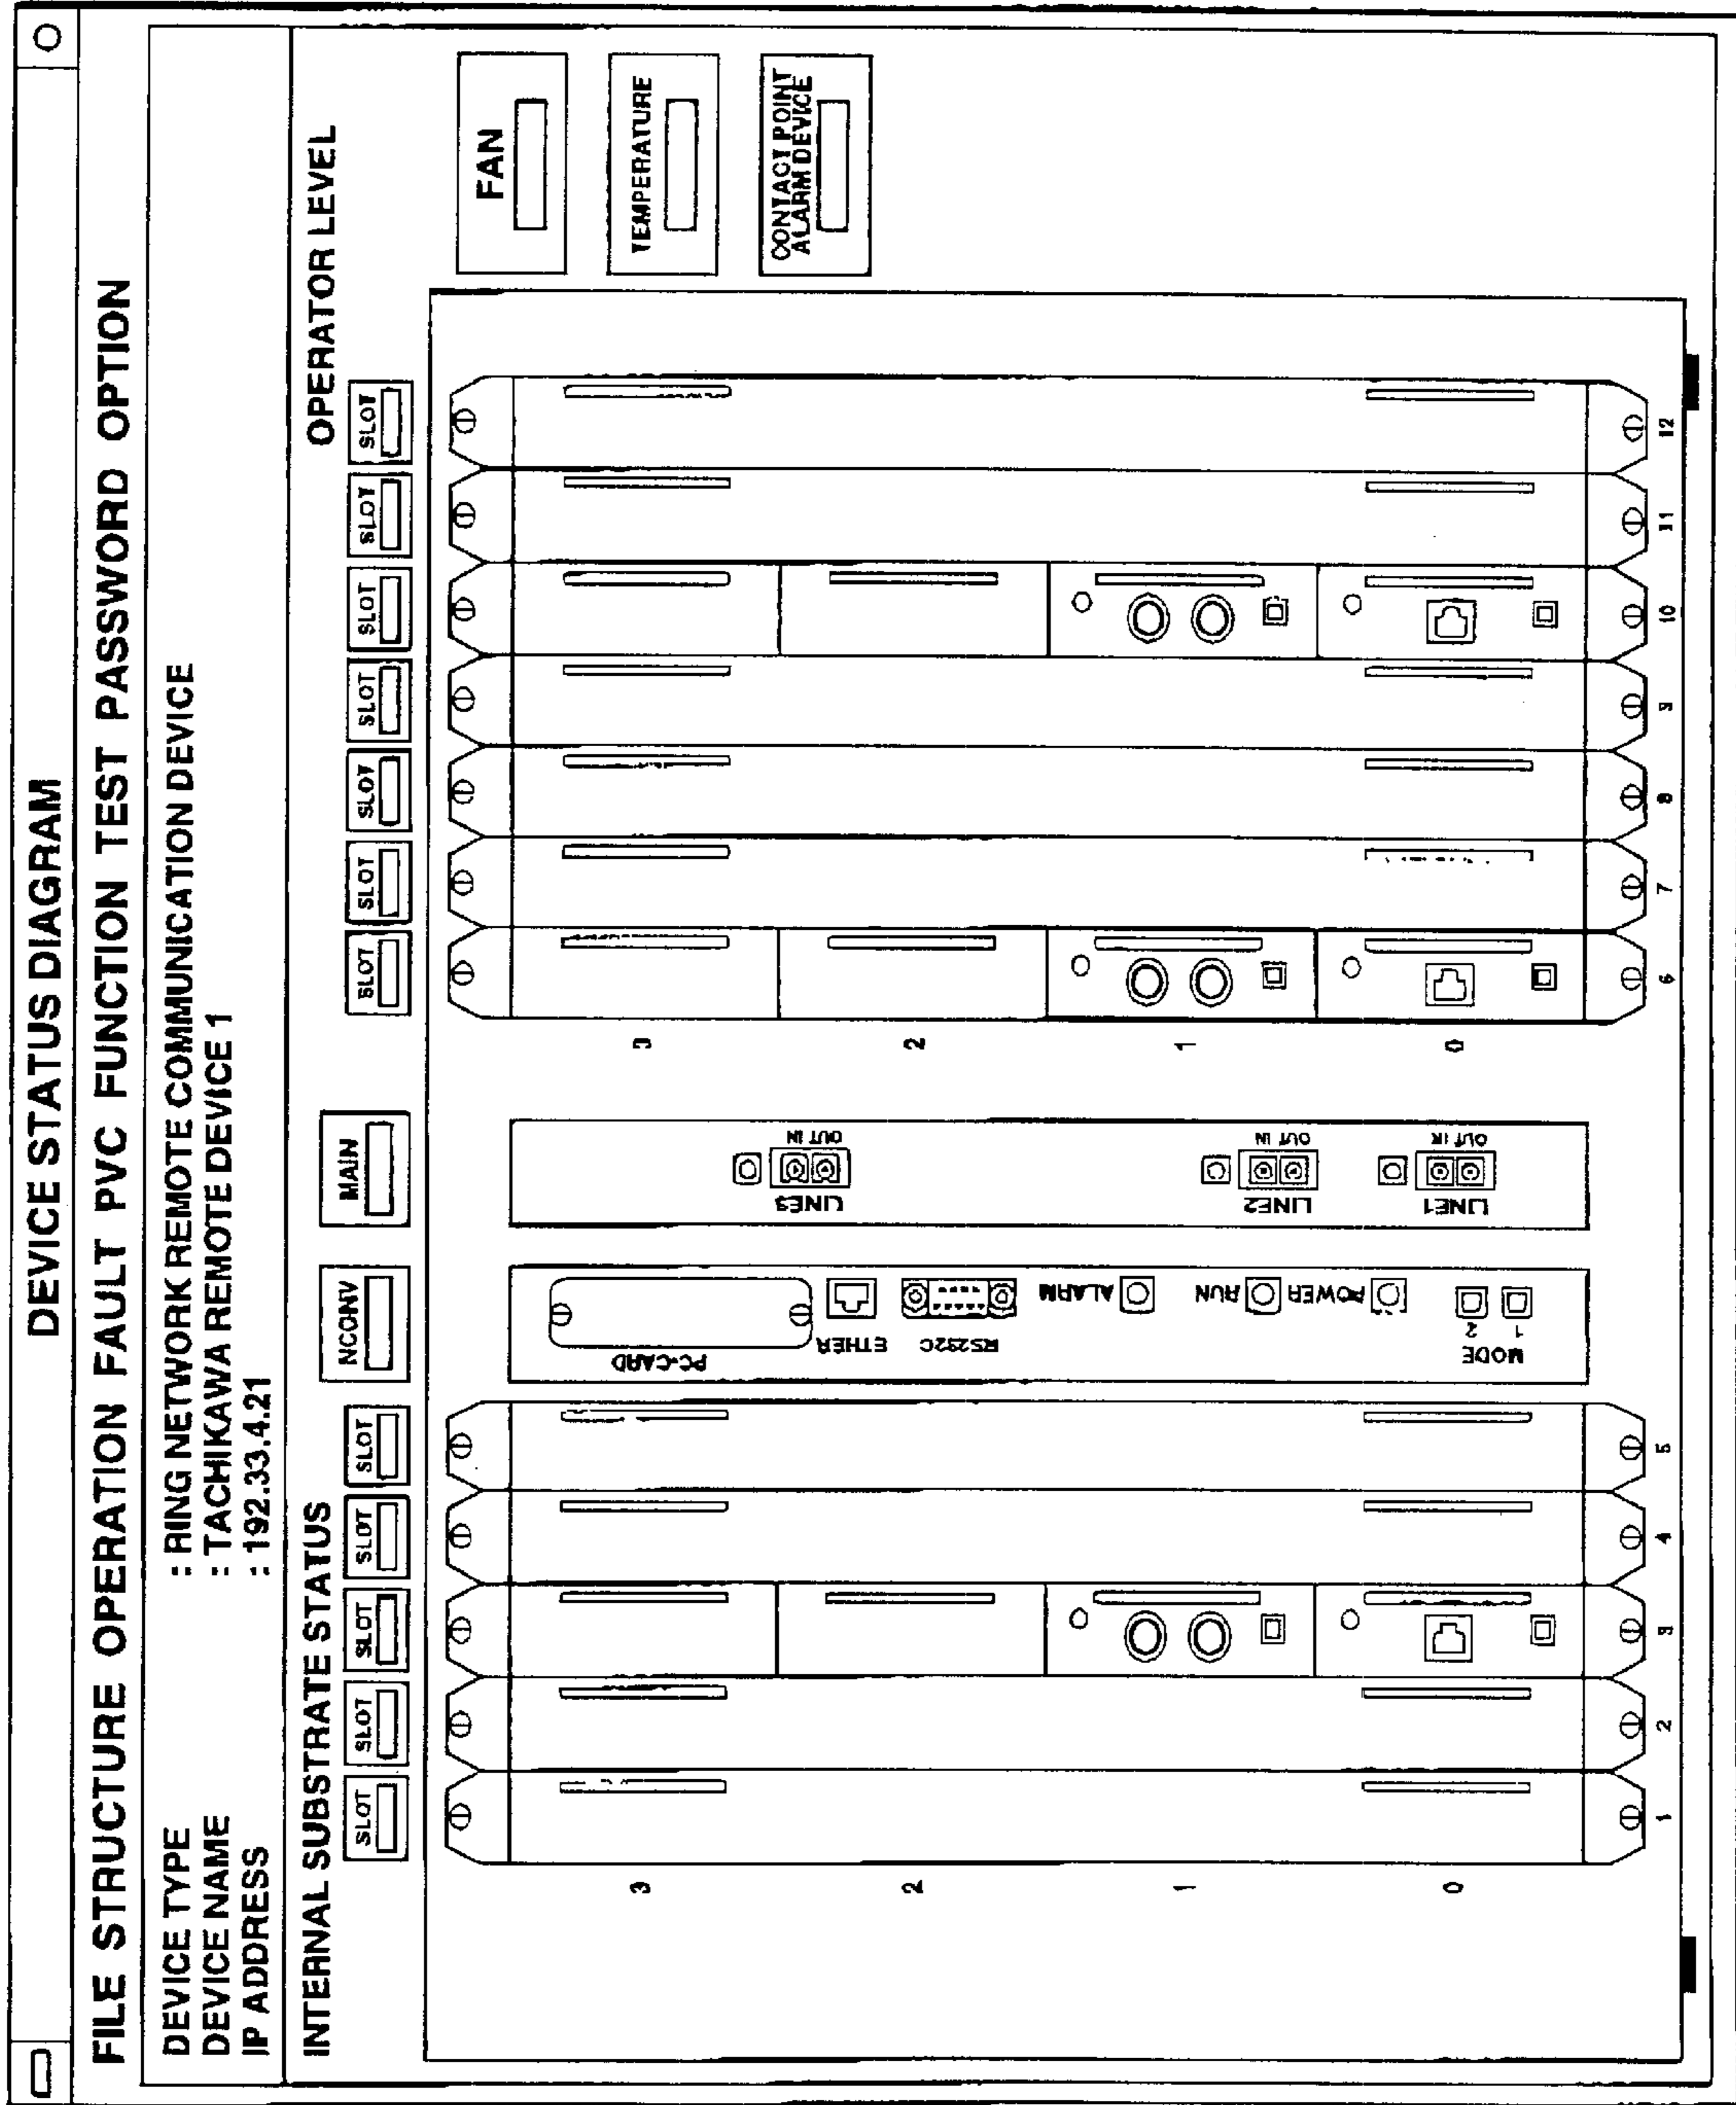 DEVICE STATUS DIAGRAM
FILE STRUCTURE OPERATION FAULT PVC FUNCTION TEST PASSWORD OPTION
DEVICE TYPE : RING NETWORK REMOTE COMMUNICATION DEVICE
DEVICE NAME : TACHIKAWA REMOTE DEVICE 1
IP ADDRESS : 192.33.4.21
INTERNAL SUBSTRATE STATUS OPERATOR LEVEL
SLOT SLOT SLOT SLOT SLOT NCONV MAIN SLOT SLOT SLOT SLOT SLOT SLOT SLOT
FAN
TEMPERATURE
CONTACT POINT
ALARM DEVICE
3 3
2 2
1 1
0 0
PC-CARD
ETHER
RS232C
ALARM
RUN
POWER
MODE
2
1
LINE3
OUT IN
LINE2
OUT IN
LINE1
OUT IN
1 2 3 4 5 6 7 8 9 10 11 12